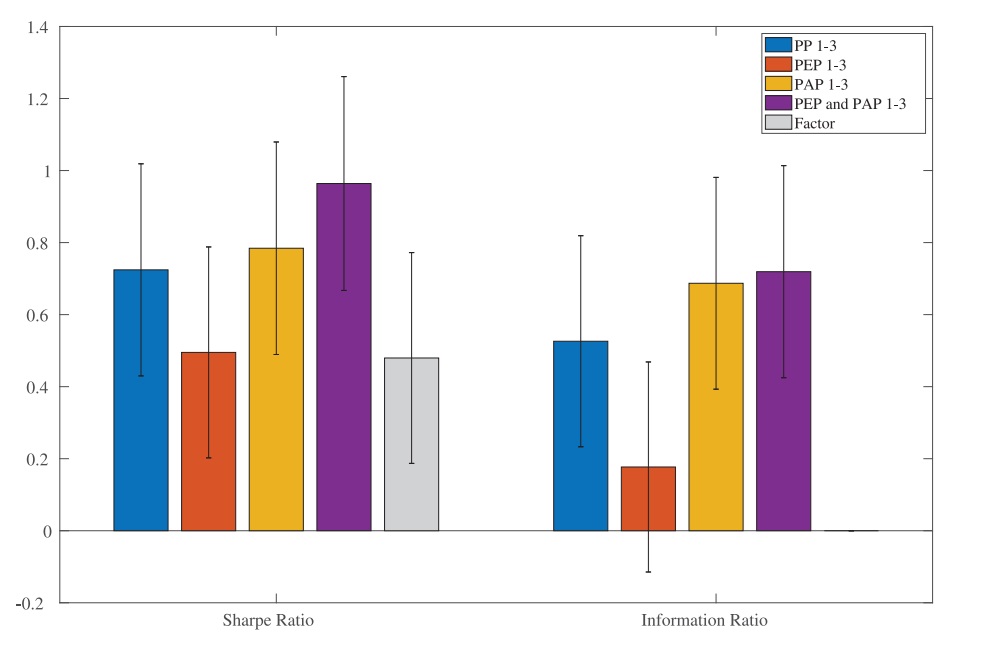 1.4
1.2
1
0.8
0.6
0.4
0.2
0
-0.2
PP 1-3
PEP 1-3
PAP 1-3
PEP and PAP 1-3
Factor
Sharpe Ratio
Information Ratio